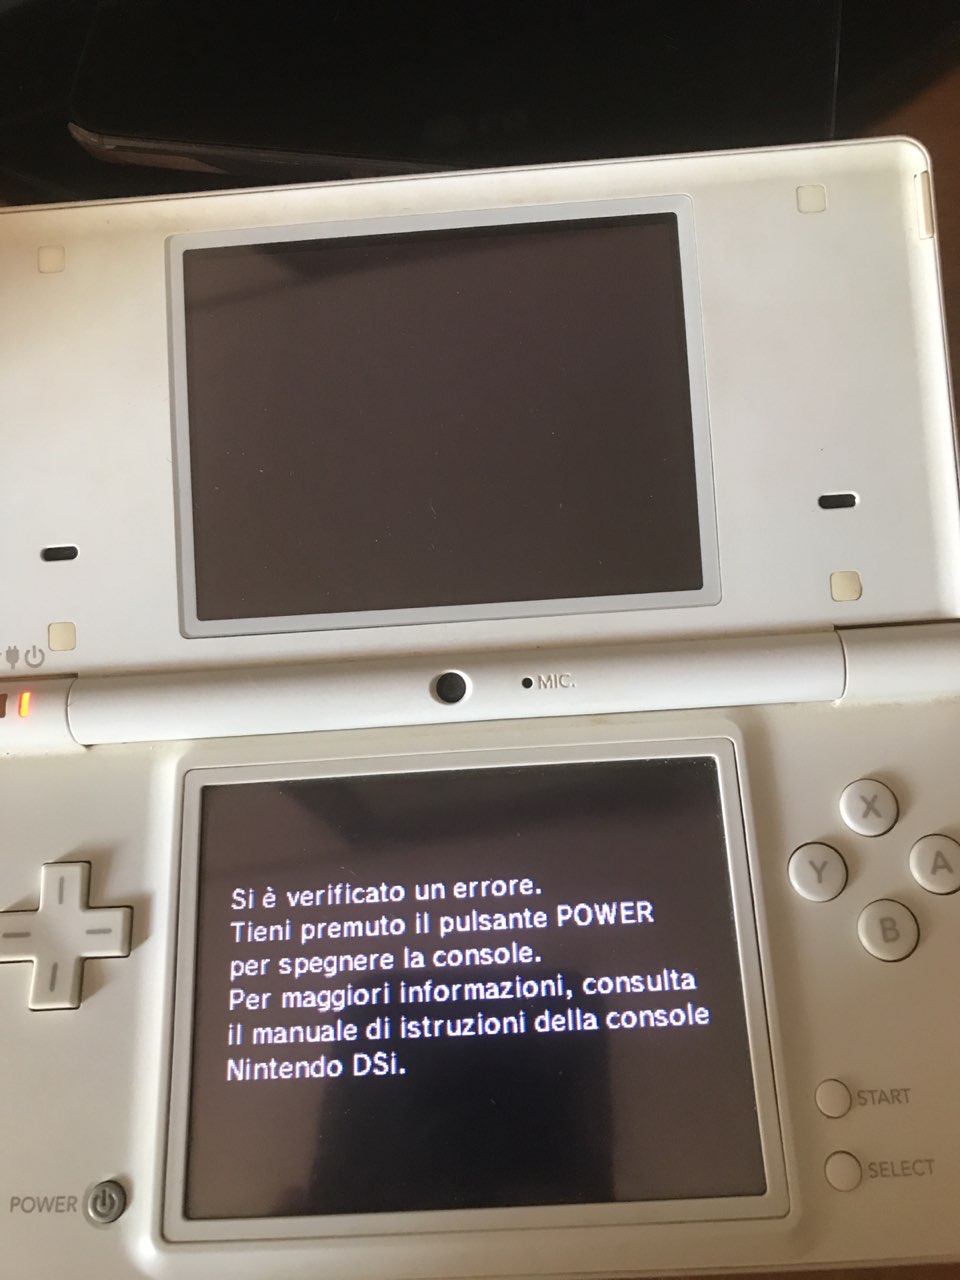 MIC.
Si è verificato un errore.
Tieni premuto il pulsante POWER
per spegnere la console.
Per maggiori informazioni, consulta
il manuale di istruzioni della console
Nintendo DSi.
X
Y
A
B
START
SELECT
POWER